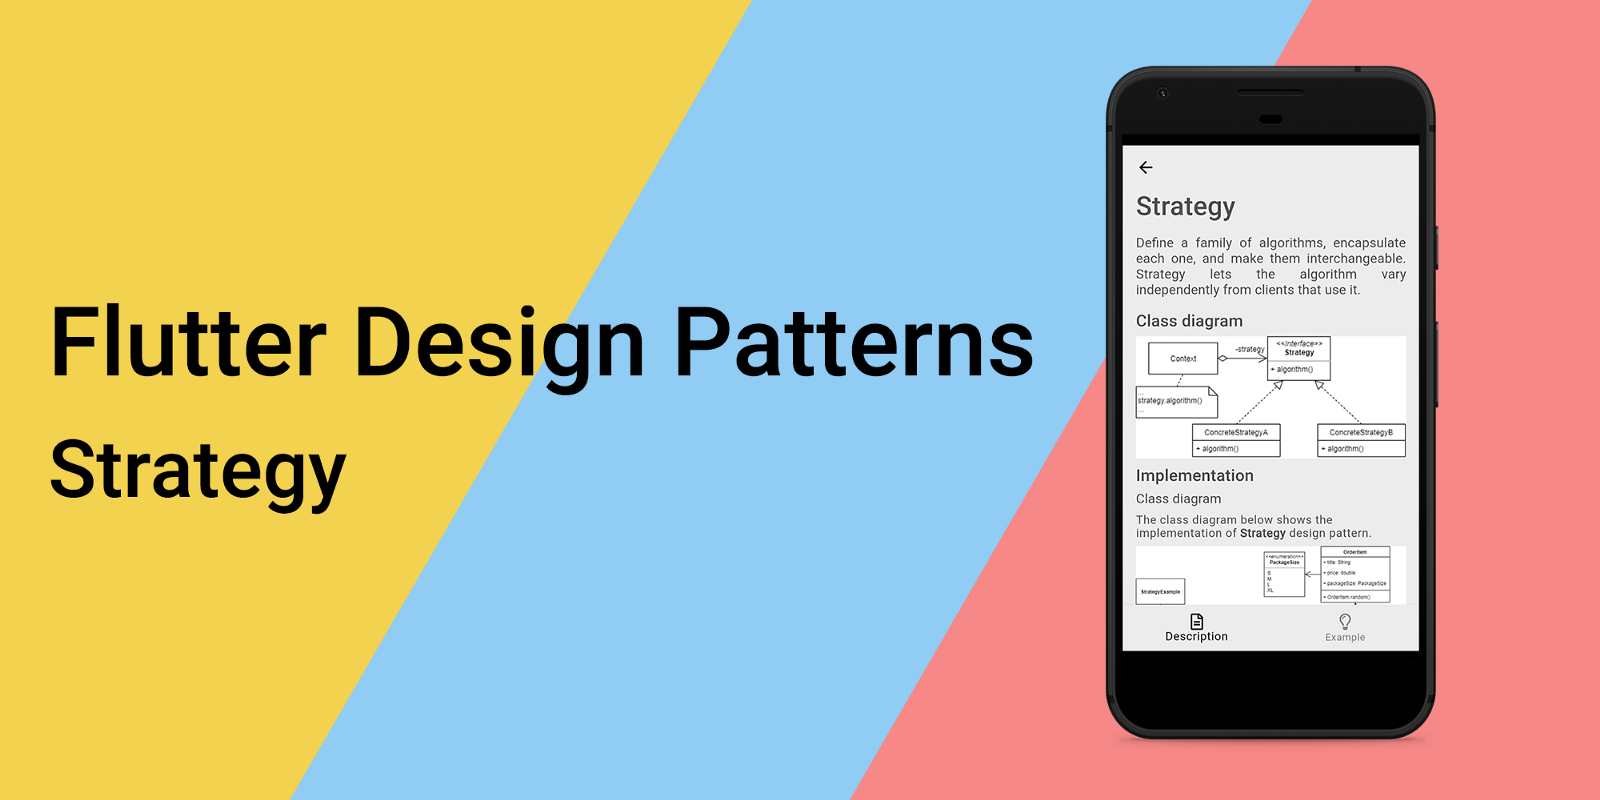 Flutter Design Patterns
Strategy
Strategy
Define a family of algorithms, encapsulate
each one, and make them interchangeable.
Strategy lets the algorithm vary
independently from clients that use it.
Class diagram
Context
-strategy
<<interface>>
Strategy
+ algorithm()
...
strategy.algorithm()
...
ConcreteStrategyA
+ algorithm()
ConcreteStrategyB
+ algorithm()
Implementation
Class diagram
The class diagram below shows the
implementation of Strategy design pattern.
StrategyExample
<<enumeration>>
PackageSize
S
M
L
XL
OrderItem
+ title: String
+ price: double
+ packageSize: PackageSize
+ OrderItem.random()
Description
Example